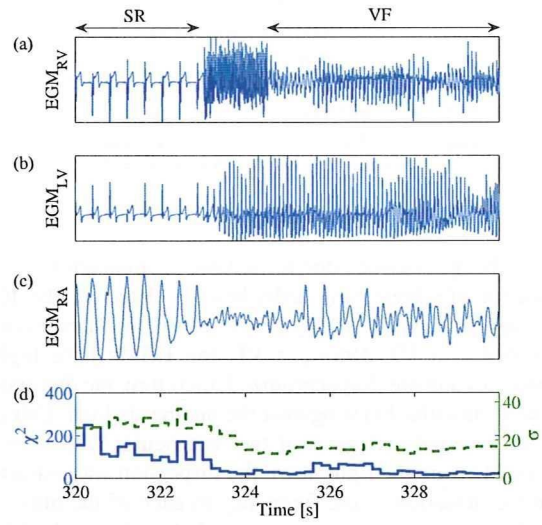 SR VF
(a) EGM_RV
(b) EGM_LV
(c) EGM_RA
(d)
400 40
200 20
0 0
χ² σ
320 322 324 326 328
Time [s]